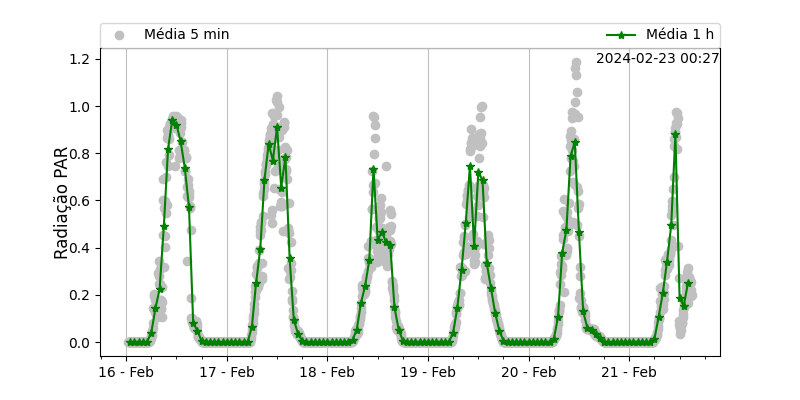 Média 5 min
Média 1 h
2024-02-23 00:27
Radiação PAR
1.2
1.0
0.8
0.6
0.4
0.2
0.0
16 - Feb
17 - Feb
18 - Feb
19 - Feb
20 - Feb
21 - Feb